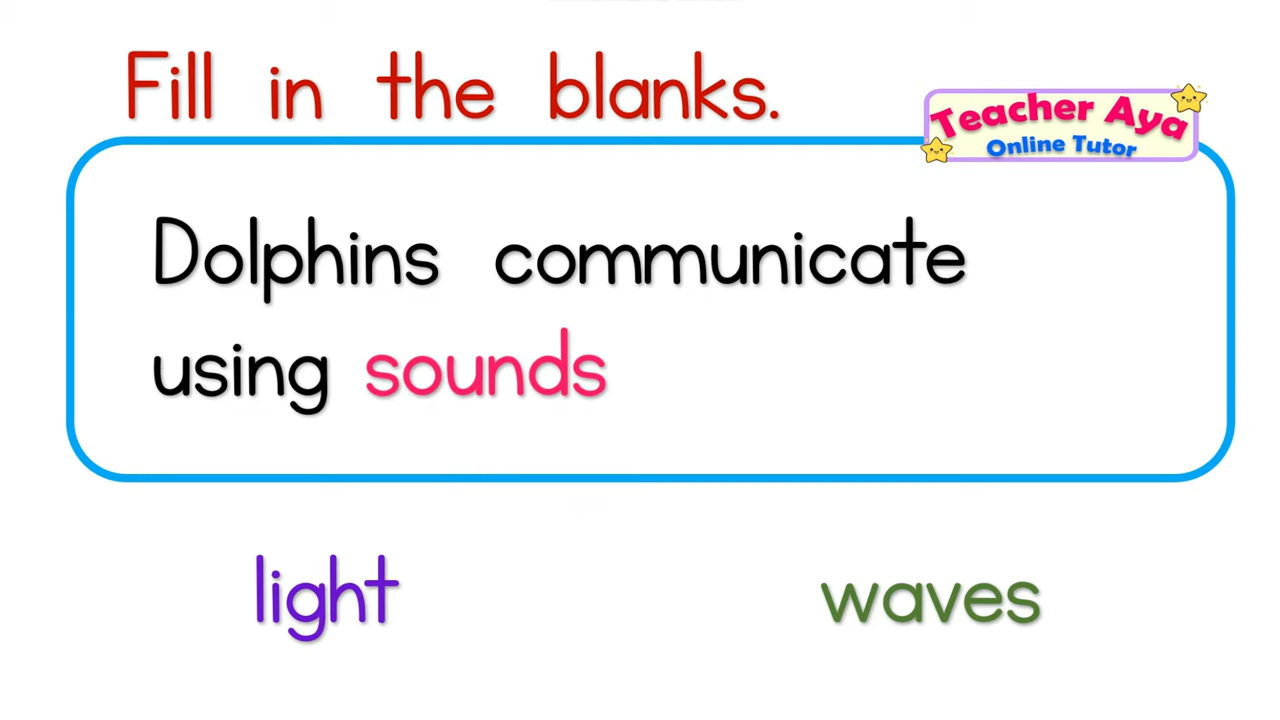 Fill in the blanks.
Teacher Aya
Online Tutor
Dolphins communicate
using sounds
light waves